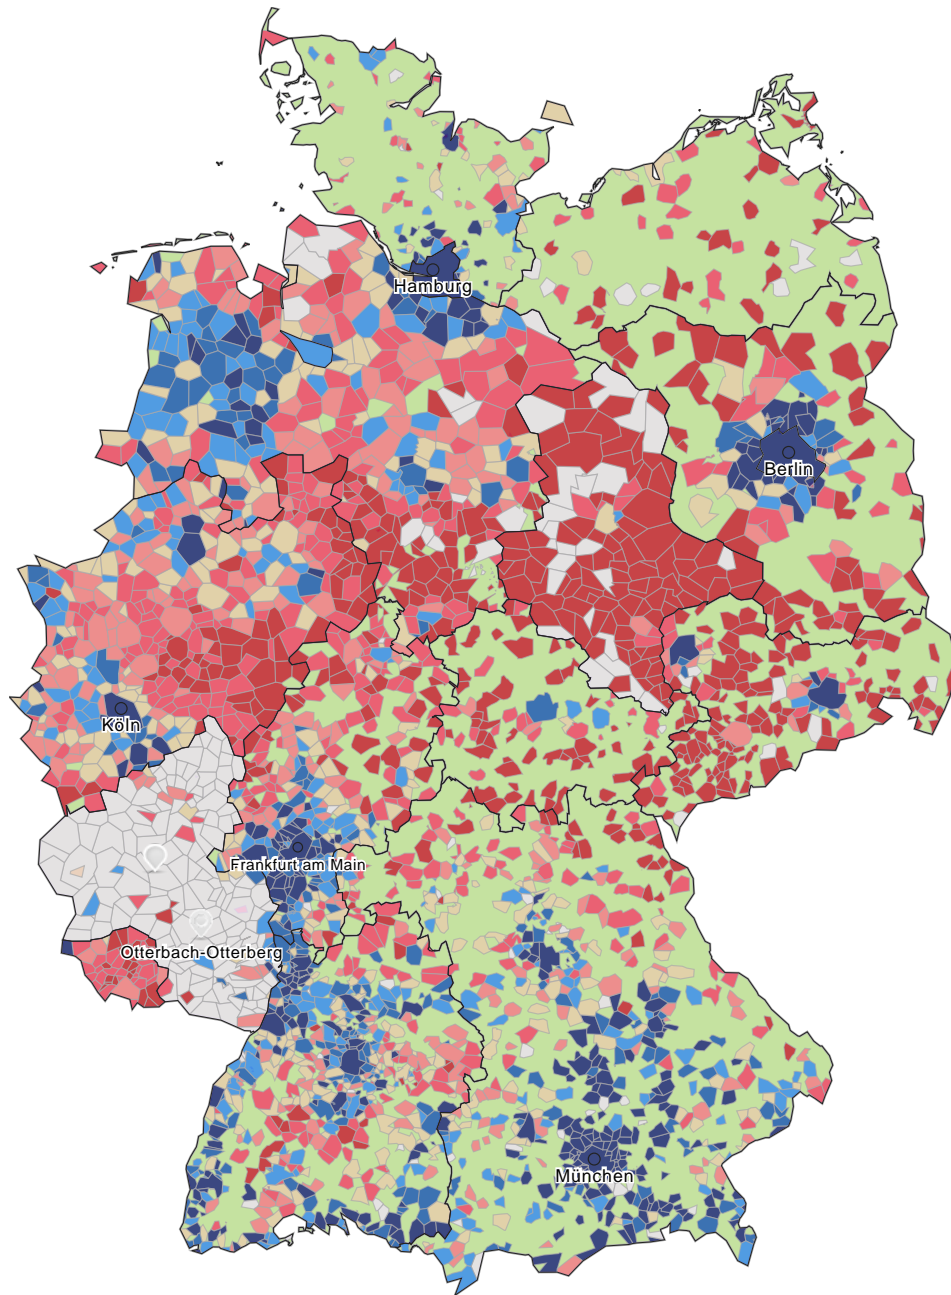 Hamburg
Berlin
Köln
Frankfurt am Main
Otterbach-Otterberg
München